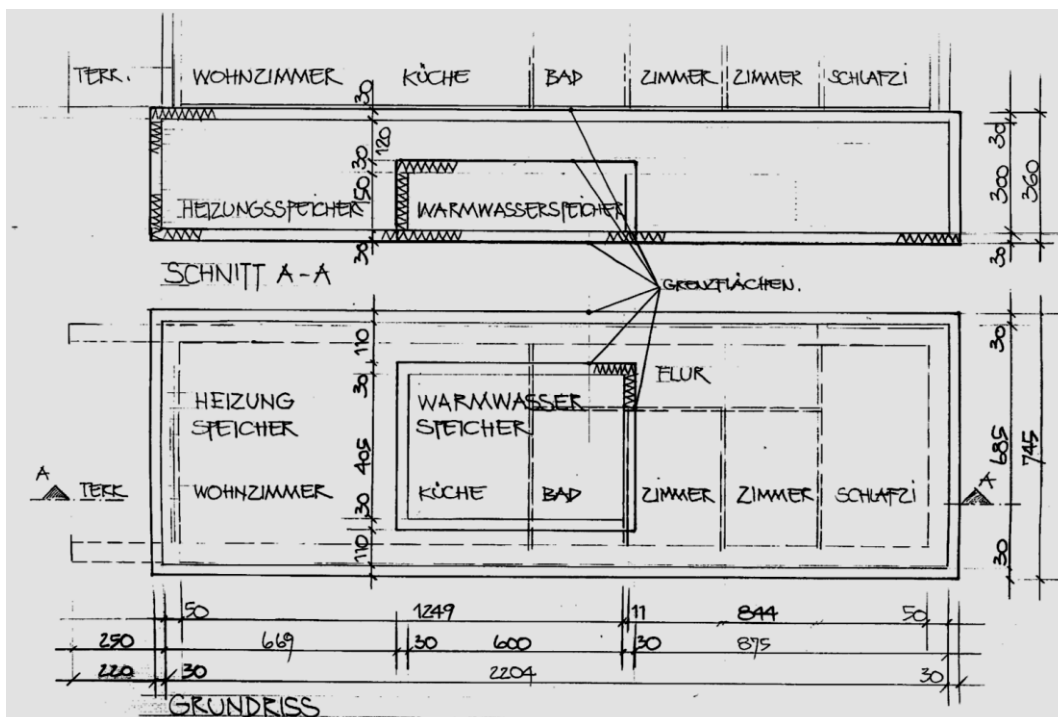 TERR. WOHNZIMMER KÜCHE BAD ZIMMER ZIMMER SCHLAFZI
30
120
30
150
30
30
300
30
360
HEIZUNGSSPEICHER WARMWASSERSPEICHER
SCHNITT A-A
GRENZFLÄCHEN.
110
30
405
30
110
30
685
30
745
FLUR
HEIZUNG
SPEICHER
WARMWASSER
SPEICHER
A
TERR
WOHNZIMMER KÜCHE BAD ZIMMER ZIMMER SCHLAFZI
A
50 1249 11 844 50
250 669 30 600 30 875
220 30 2204 30
GRUNDRISS